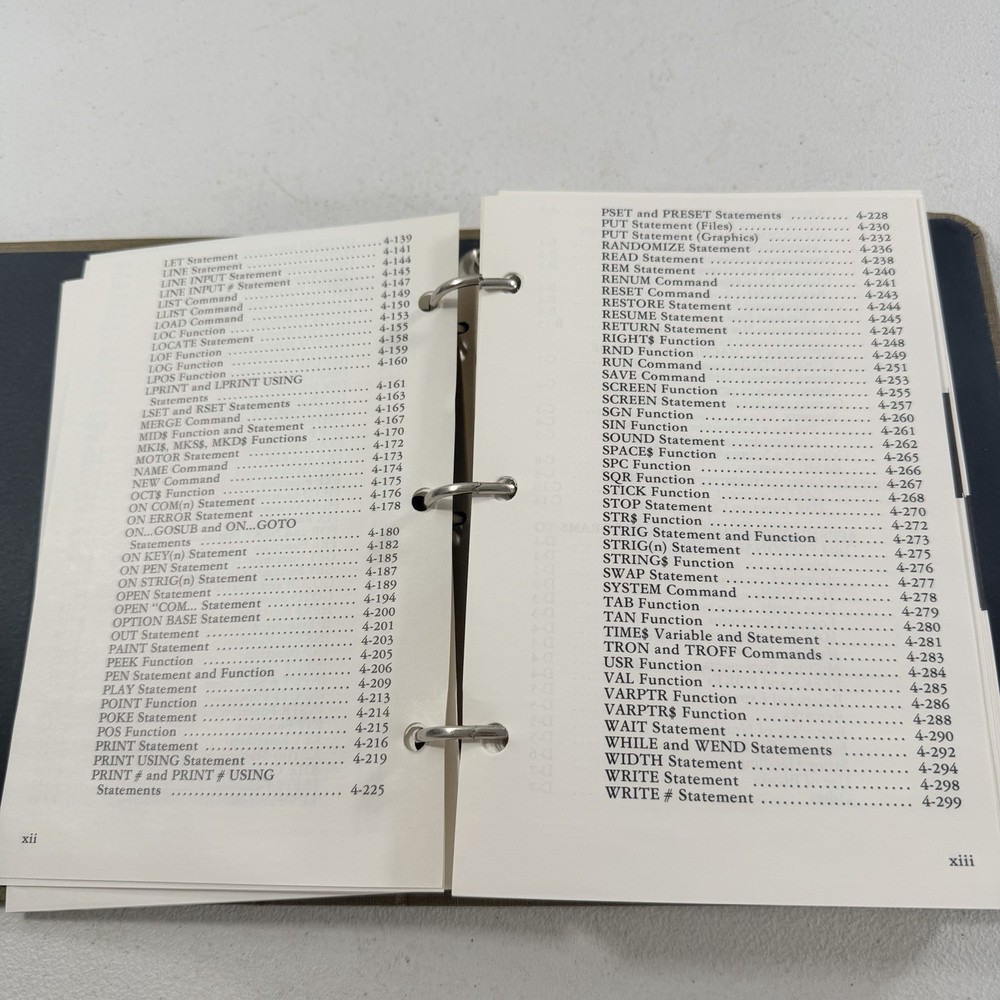 LET Statement .......... 4-139
LINE Statement .......... 4-141
LINE INPUT Statement .......... 4-144
LINE INPUT # Statement .......... 4-145
LIST Command .......... 4-147
LLIST Command .......... 4-149
LOAD Command .......... 4-150
LOC Function .......... 4-153
LOCATE Statement .......... 4-155
LOF Function .......... 4-158
LOG Function .......... 4-159
LPOS Function .......... 4-160
LPRINT and LPRINT USING
Statements .......... 4-161
LSET and RSET Statements .......... 4-163
MERGE Command .......... 4-165
MID$ Function and Statement .......... 4-167
MKI$, MKS$, MKD$ Functions .......... 4-170
MOTOR Statement .......... 4-172
NAME Command .......... 4-173
NEW Command .......... 4-174
OCT$ Function .......... 4-175
ON COM(n) Statement .......... 4-176
ON ERROR Statement .......... 4-178
ON...GOSUB and ON...GOTO
Statements .......... 4-180
ON KEY(n) Statement .......... 4-182
ON PEN Statement .......... 4-185
ON STRIG(n) Statement .......... 4-187
OPEN Statement .......... 4-189
OPEN “COM... Statement .......... 4-194
OPTION BASE Statement .......... 4-200
OUT Statement .......... 4-201
PAINT Statement .......... 4-203
PEEK Function .......... 4-205
PEN Statement and Function .......... 4-206
PLAY Statement .......... 4-209
POINT Function .......... 4-213
POKE Statement .......... 4-214
POS Function .......... 4-215
PRINT Statement .......... 4-216
PRINT USING Statement .......... 4-219
PRINT # and PRINT # USING
Statements .......... 4-225
xii
PSET and PRESET Statements .......... 4-228
PUT Statement (Files) .......... 4-230
PUT Statement (Graphics) .......... 4-232
RANDOMIZE Statement .......... 4-236
READ Statement .......... 4-238
REM Statement .......... 4-240
RENUM Command .......... 4-241
RESET Command .......... 4-243
RESTORE Statement .......... 4-244
RESUME Statement .......... 4-245
RETURN Statement .......... 4-247
RIGHT$ Function .......... 4-248
RND Function .......... 4-249
RUN Command .......... 4-251
SAVE Command .......... 4-253
SCREEN Function .......... 4-255
SCREEN Statement .......... 4-257
SGN Function .......... 4-260
SIN Function .......... 4-261
SOUND Statement .......... 4-262
SPACE$ Function .......... 4-265
SPC Function .......... 4-266
SQR Function .......... 4-267
STICK Function .......... 4-268
STOP Statement .......... 4-270
STR$ Function .......... 4-272
STRIG Statement and Function .......... 4-273
STRIG(n) Statement .......... 4-275
STRING$ Function .......... 4-276
SWAP Statement .......... 4-277
SYSTEM Command .......... 4-278
TAB Function .......... 4-279
TAN Function .......... 4-280
TIME$ Variable and Statement .......... 4-281
TRON and TROFF Commands .......... 4-283
USR Function .......... 4-284
VAL Function .......... 4-285
VARPTR Function .......... 4-286
VARPTR$ Function .......... 4-288
WAIT Statement .......... 4-290
WHILE and WEND Statements .......... 4-292
WIDTH Statement .......... 4-294
WRITE Statement .......... 4-298
WRITE # Statement .......... 4-299
xiii